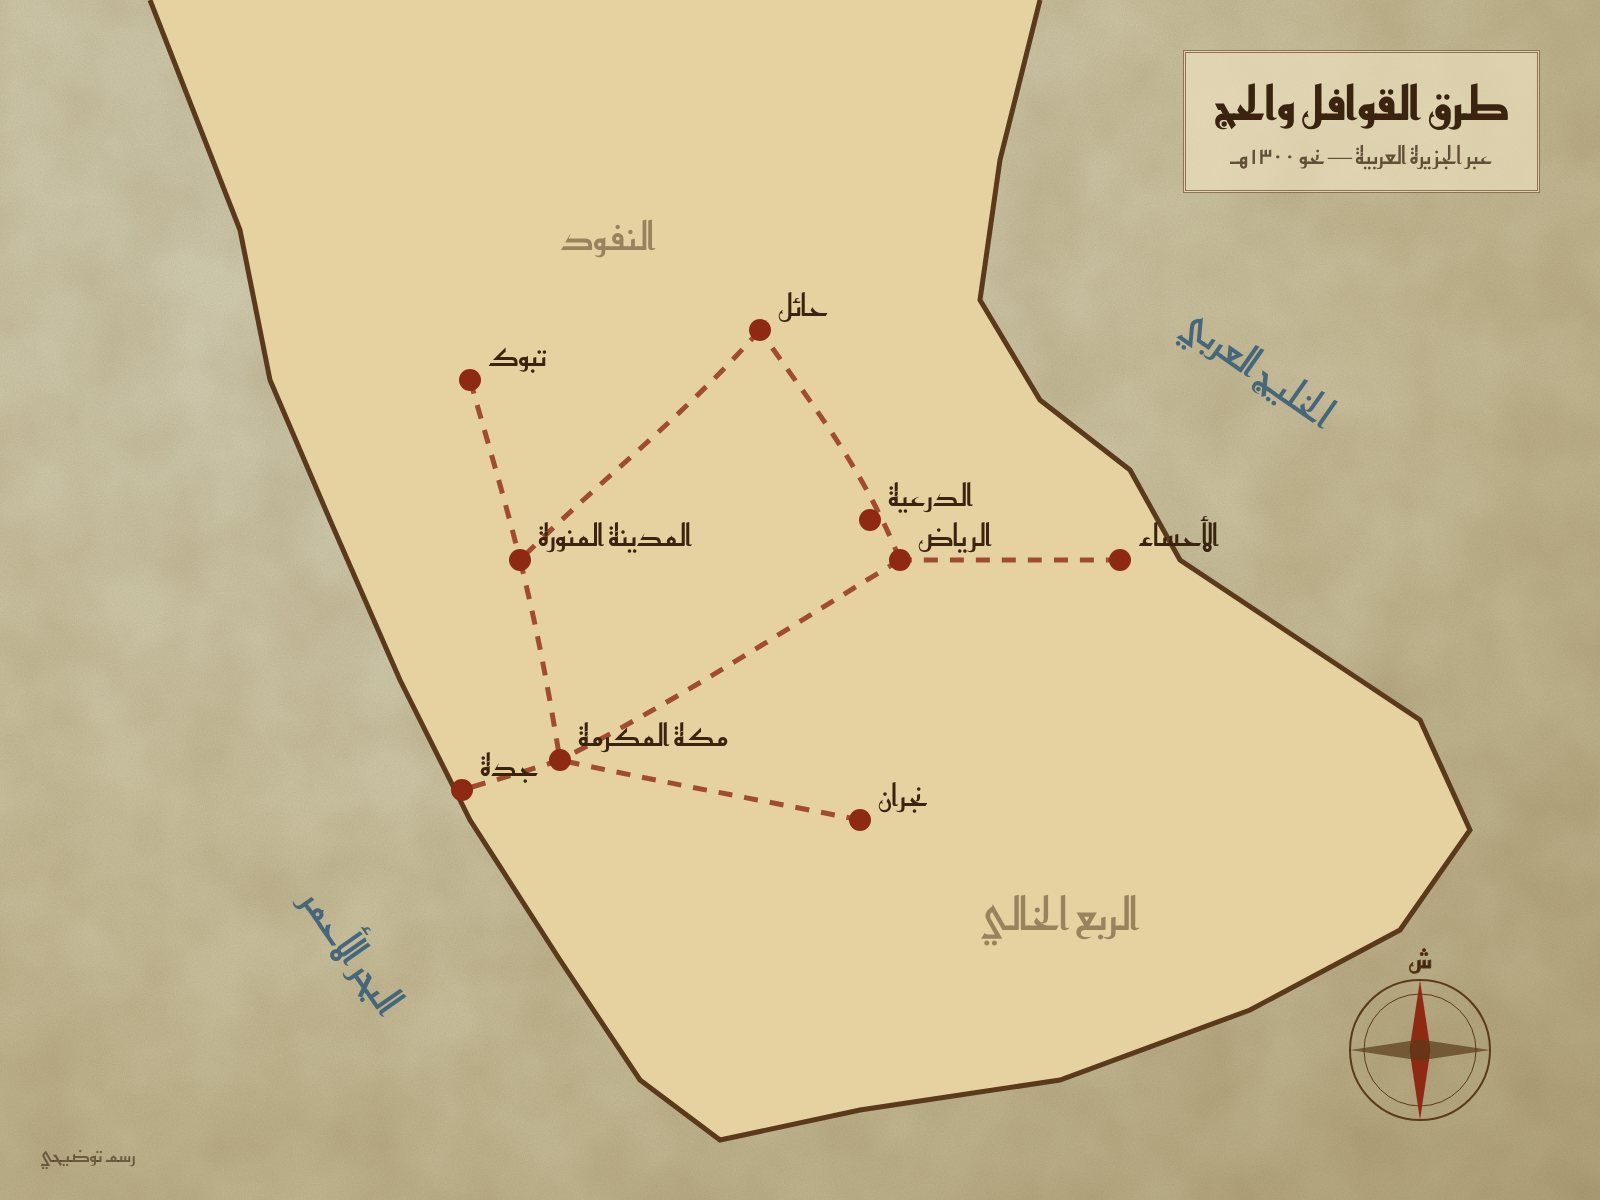 طرق القوافل والحج
عبر الجزيرة العربية — نحو ١٣٠٠هـ
النفود
حائل
تبوك
الخليج العربي
الدرعية
الرياض
الأحساء
المدينة المنورة
مكة المكرمة
جدة
نجران
الربع الخالي
البحر الأحمر
ش
رسم توضيحي